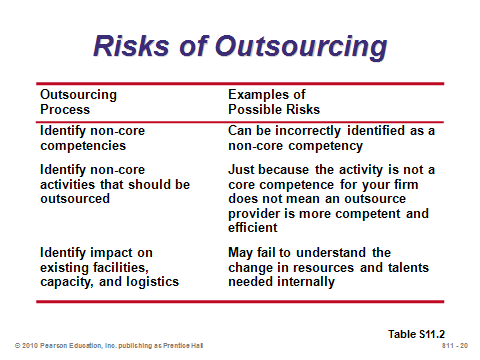 Risks of Outsourcing
Outsourcing
Process
Examples of
Possible Risks
Identify non-core
competencies
Can be incorrectly identified as a
non-core competency
Identify non-core
activities that should be
outsourced
Just because the activity is not a
core competence for your firm
does not mean an outsource
provider is more competent and
efficient
Identify impact on
existing facilities,
capacity, and logistics
May fail to understand the
change in resources and talents
needed internally
Table S11.2
© 2010 Pearson Education, Inc. publishing as Prentice Hall
S11 - 20